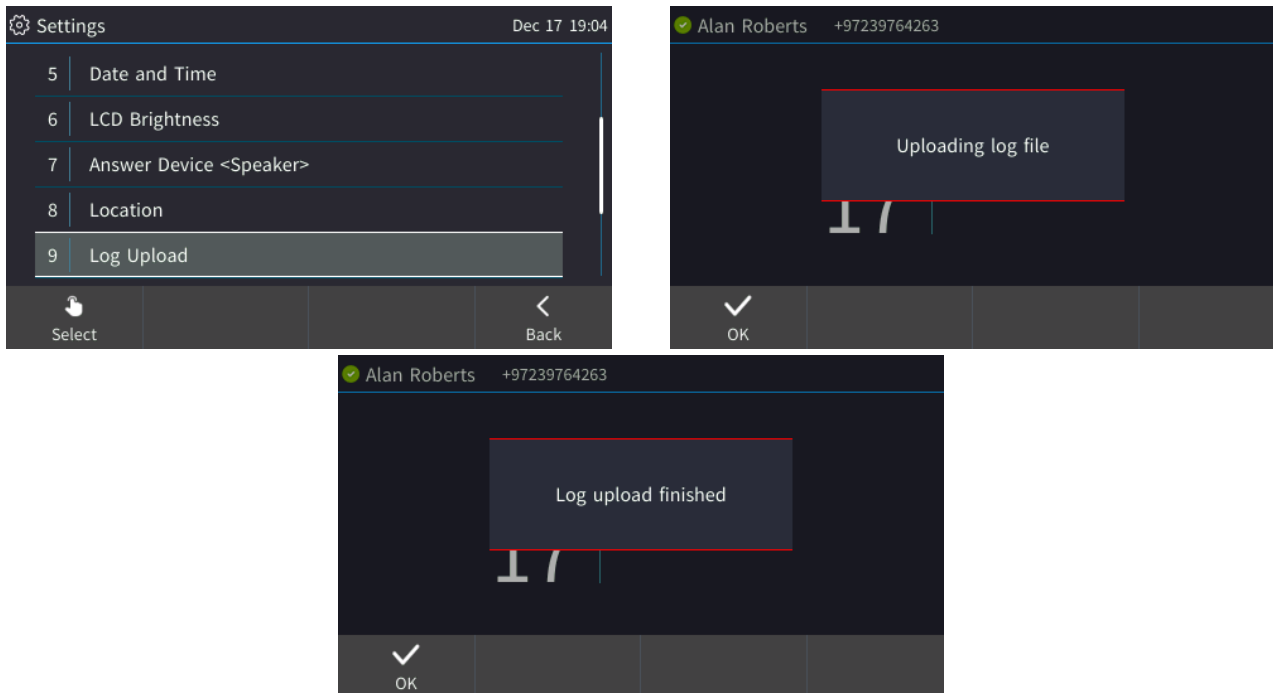 Settings Dec 17 19:04
5 Date and Time
6 LCD Brightness
7 Answer Device <Speaker>
8 Location
9 Log Upload
Select Back
Alan Roberts +97239764263
Uploading log file
17
OK
Alan Roberts +97239764263
Log upload finished
17
OK